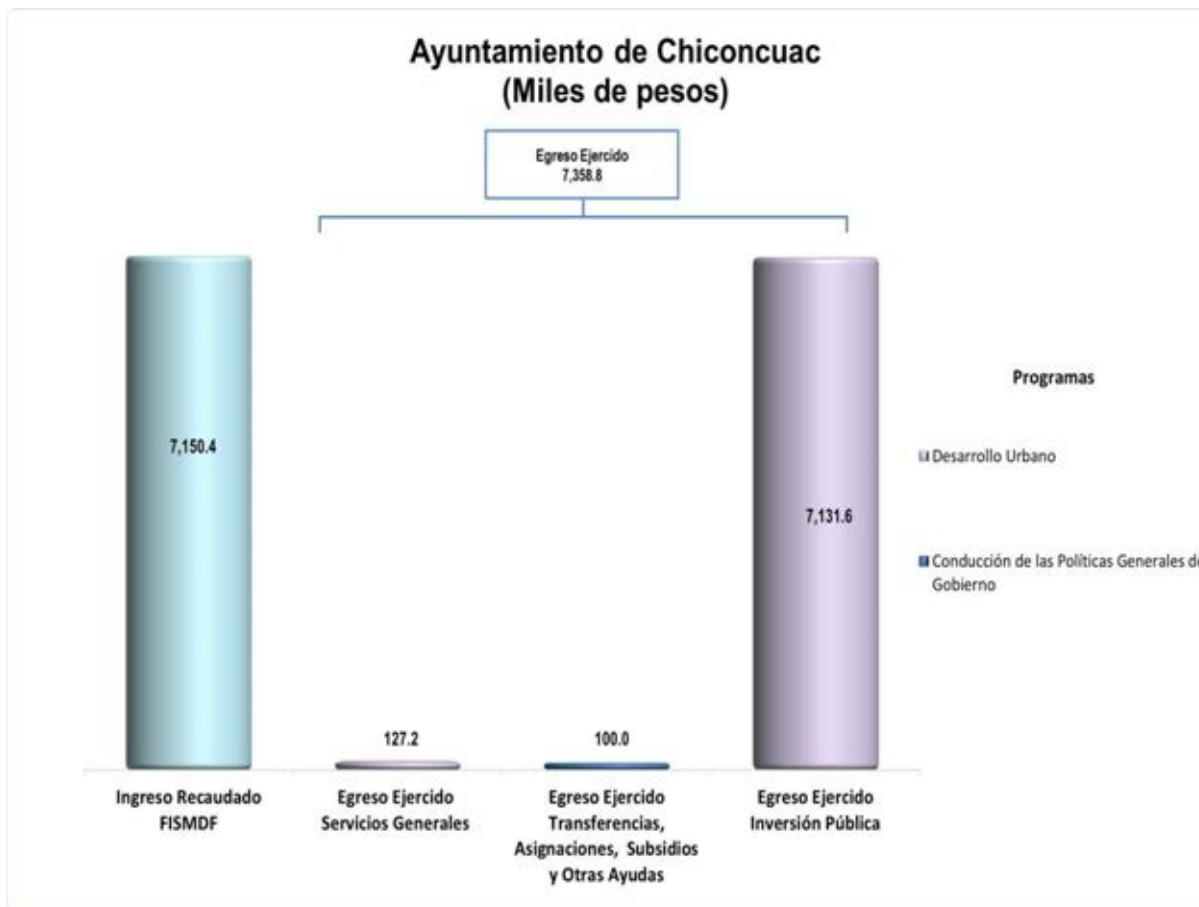 Ayuntamiento de Chiconcuac
(Miles de pesos)
Egreso Ejercido
7,358.8
7,150.4
127.2
100.0
7,131.6
Programas
Desarrollo Urbano
Conducción de las Políticas Generales de
Gobierno
Ingreso Recaudado
FISMDF
Egreso Ejercido
Servicios Generales
Egreso Ejercido
Transferencias,
Asignaciones, Subsidios
y Otras Ayudas
Egreso Ejercido
Inversión Pública